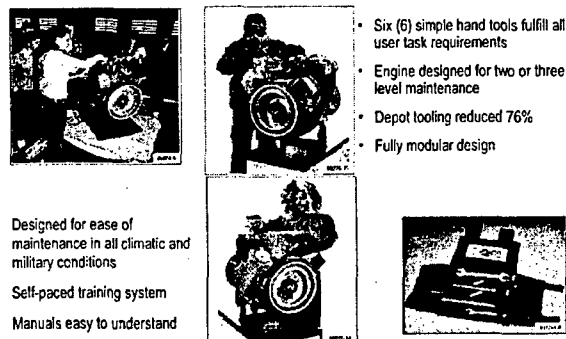 Six (6) simple hand tools fulfill all
user task requirements
Engine designed for two or three
level maintenance
Depot tooling reduced 76%
Fully modular design
Designed for ease of
maintenance in all climatic and
military conditions
Self-paced training system
Manuals easy to understand